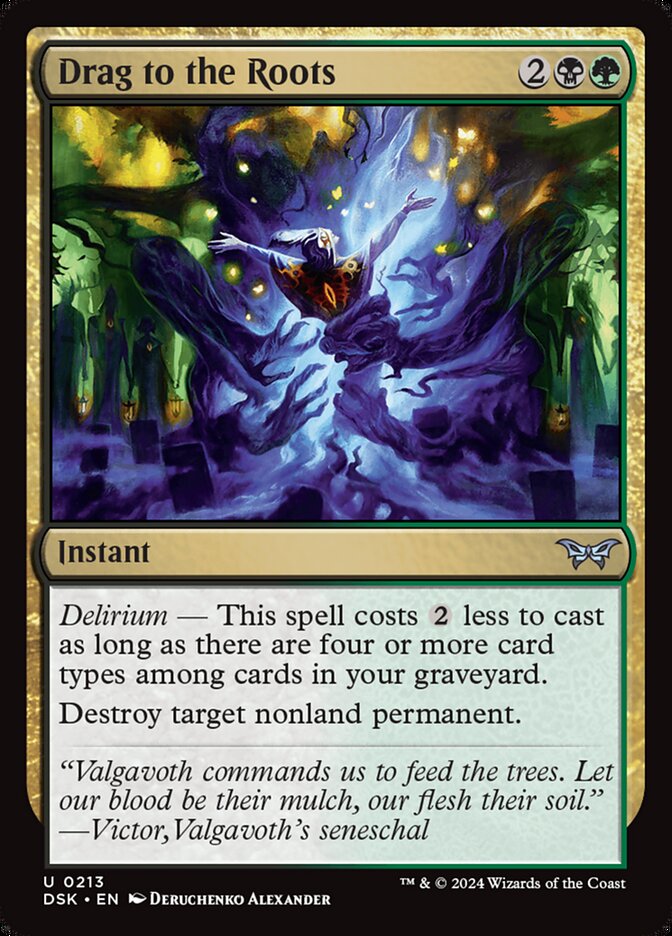 Drag to the Roots 2
Instant
Delirium — This spell costs 2 less to cast
as long as there are four or more card
types among cards in your graveyard.
Destroy target nonland permanent.
“Valgavoth commands us to feed the trees. Let
our blood be their mulch, our flesh their soil.”
—Victor, Valgavoth’s seneschal
U 0213
DSK • EN Deruchenko Alexander
™ & © 2024 Wizards of the Coast